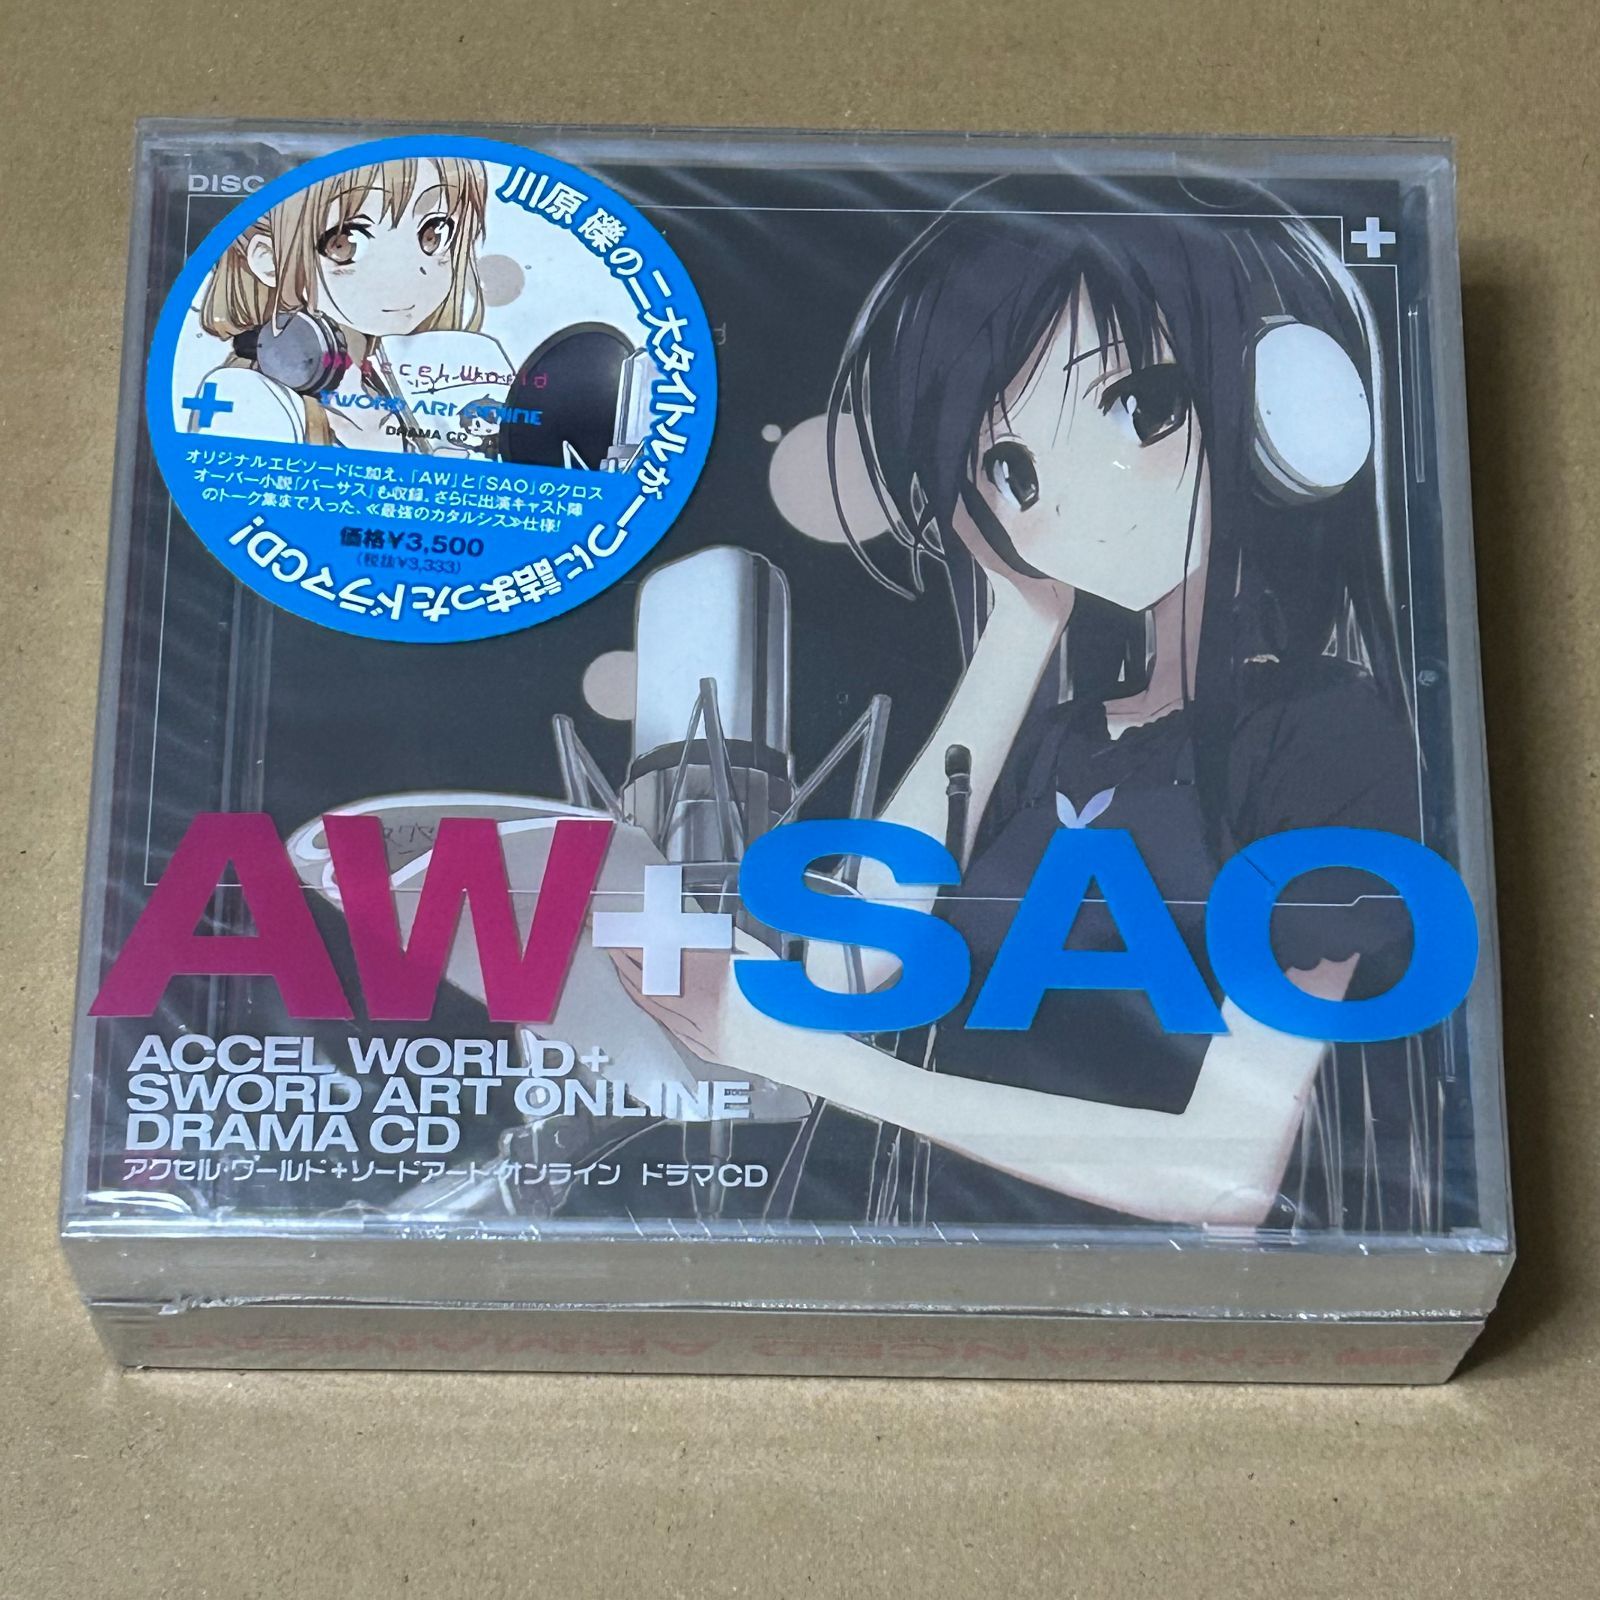 DISC
川原 礫の二大タイトルが一つに詰まったドラマCD!
SWORD ART ONLINE
DRAMA CD
オリジナルエピソードに加え、「AW」と「SAO」のクロス
オーバー小説「バーサス」も収録。さらに出演キャスト陣
のトーク集まで入った、≪最強のカタルシス≫仕様!
価格¥3,500
(税抜¥3,333)
AW+SAO
ACCEL WORLD+
SWORD ART ONLINE
DRAMA CD
アクセル・ワールド+ソードアート・オンライン ドラマCD